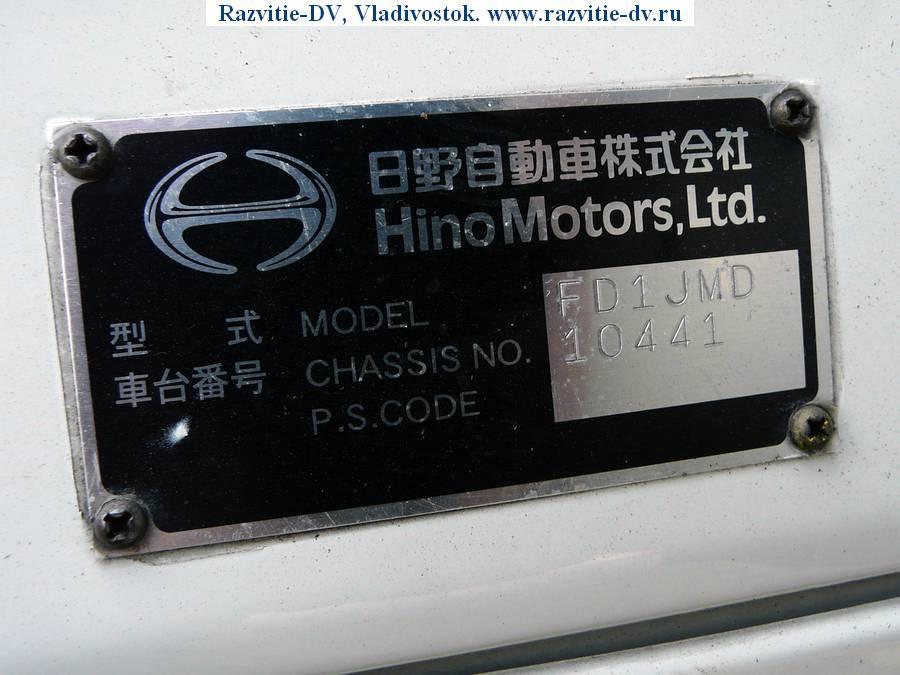 Razvitie-DV, Vladivostok. www.razvitie-dv.ru
日野自動車株式会社
Hino Motors, Ltd.
型 式 MODEL FD1JMD
車台番号 CHASSIS NO. 10441
P.S.CODE